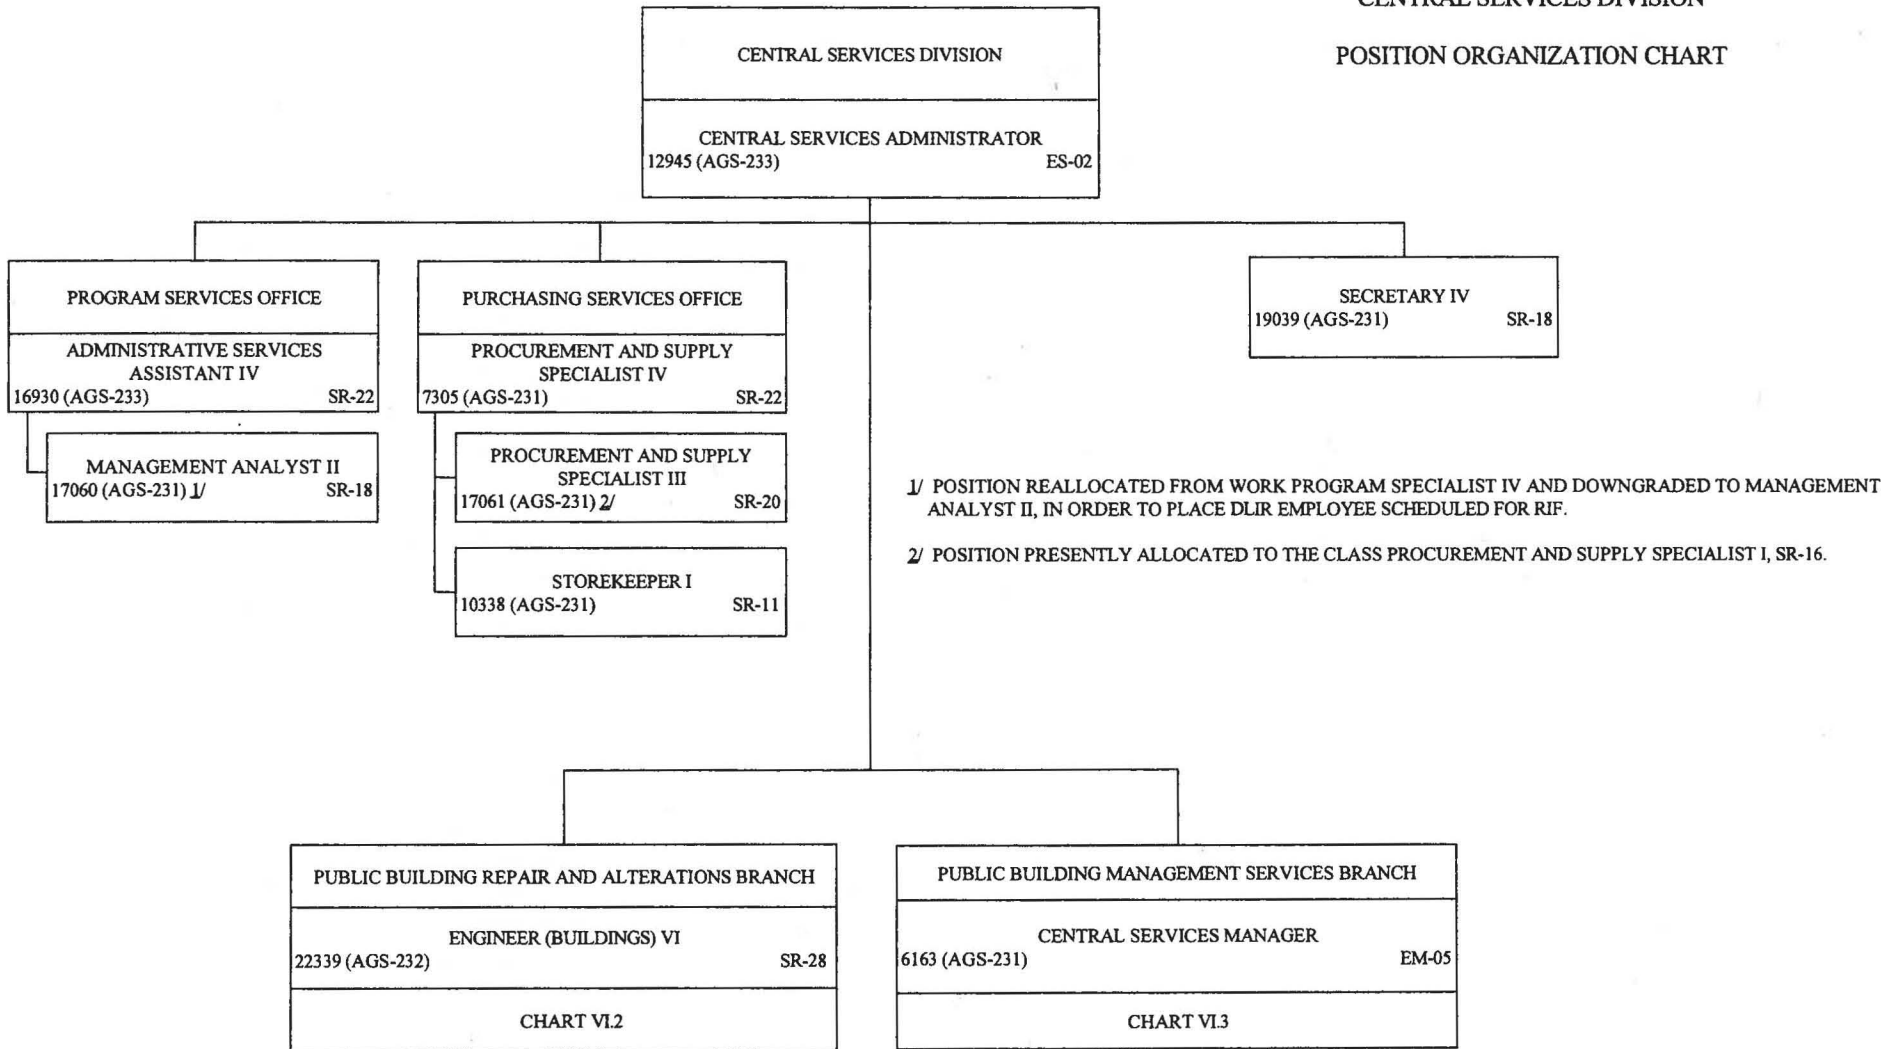 CENTRAL SERVICES DIVISION
POSITION ORGANIZATION CHART
CENTRAL SERVICES DIVISION
CENTRAL SERVICES ADMINISTRATOR
12945 (AGS-233) ES-02
PROGRAM SERVICES OFFICE
ADMINISTRATIVE SERVICES
ASSISTANT IV
16930 (AGS-233) SR-22
MANAGEMENT ANALYST II
17060 (AGS-231) 1/ SR-18
PURCHASING SERVICES OFFICE
PROCUREMENT AND SUPPLY
SPECIALIST IV
7305 (AGS-231) SR-22
PROCUREMENT AND SUPPLY
SPECIALIST III
17061 (AGS-231) 2/ SR-20
STOREKEEPER I
10338 (AGS-231) SR-11
SECRETARY IV
19039 (AGS-231) SR-18
1/ POSITION REALLOCATED FROM WORK PROGRAM SPECIALIST IV AND DOWNGRADED TO MANAGEMENT
ANALYST II, IN ORDER TO PLACE DLIR EMPLOYEE SCHEDULED FOR RIF.
2/ POSITION PRESENTLY ALLOCATED TO THE CLASS PROCUREMENT AND SUPPLY SPECIALIST I, SR-16.
PUBLIC BUILDING REPAIR AND ALTERATIONS BRANCH
ENGINEER (BUILDINGS) VI
22339 (AGS-232) SR-28
CHART VI.2
PUBLIC BUILDING MANAGEMENT SERVICES BRANCH
CENTRAL SERVICES MANAGER
6163 (AGS-231) EM-05
CHART VI.3